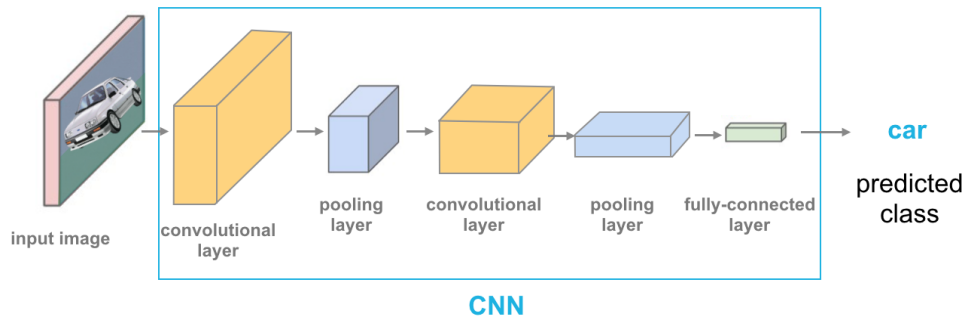 input image
convolutional
layer
pooling
layer
convolutional
layer
pooling
layer
fully-connected
layer
car
predicted
class
CNN